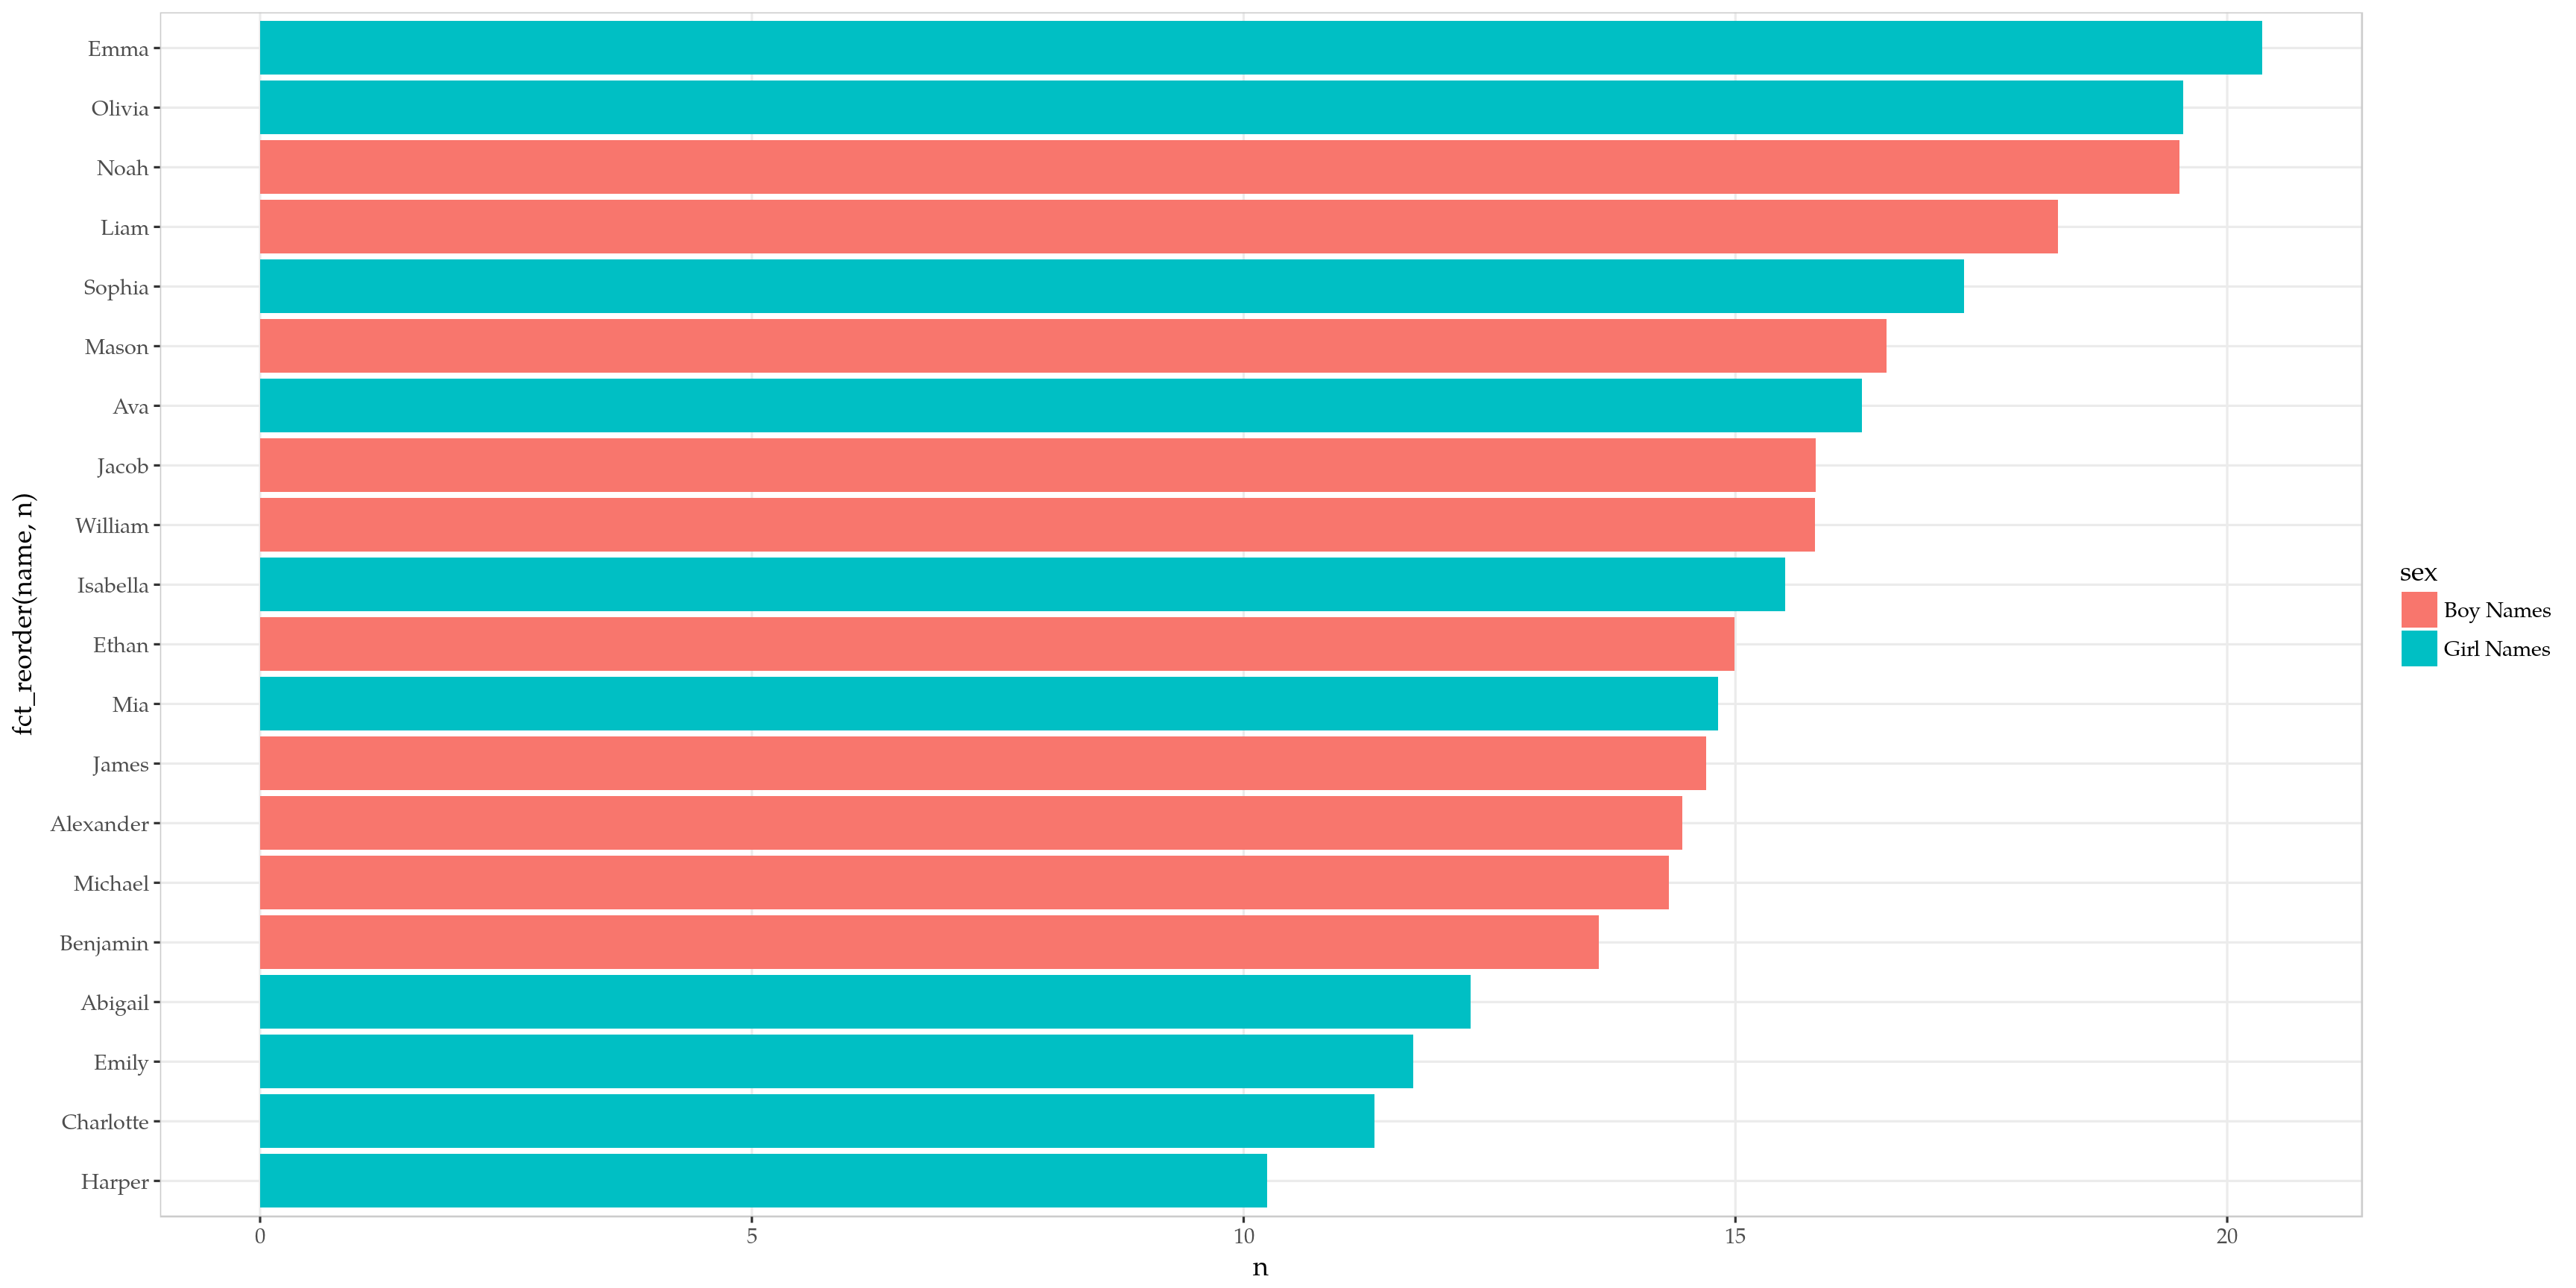 fct_reorder(name, n)
Emma
Olivia
Noah
Liam
Sophia
Mason
Ava
Jacob
William
Isabella
Ethan
Mia
James
Alexander
Michael
Benjamin
Abigail
Emily
Charlotte
Harper
0 5 10 15 20
n
sex
Boy Names
Girl Names